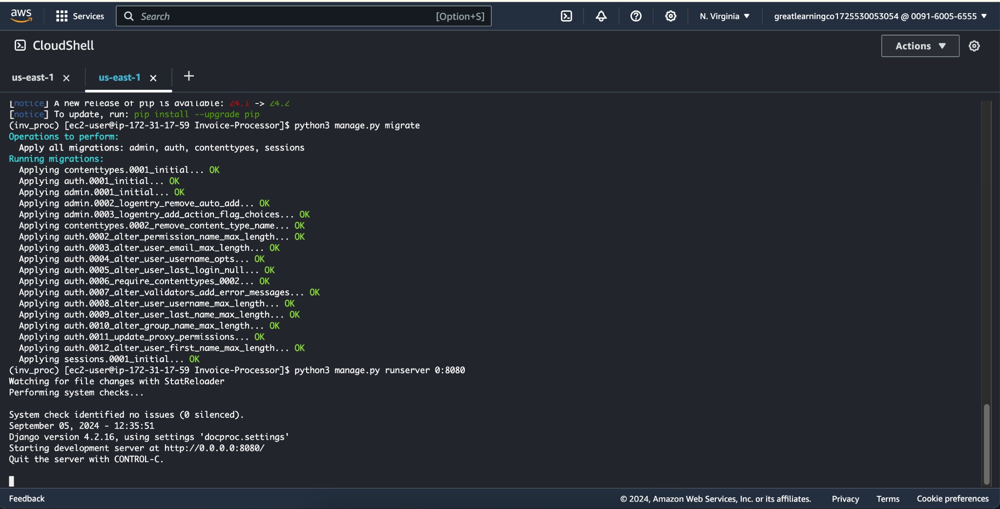 aws Services Search [Option+S] N. Virginia ▼ greatlearningco1725530053054 @ 0091-6005-6555 ▼
CloudShell Actions ▼
us-east-1 × us-east-1 × +
[notice] A new release of pip is available: 24.1 -> 24.2
[notice] To update, run: pip install --upgrade pip
(inv_proc) [ec2-user@ip-172-31-17-59 Invoice-Processor]$ python3 manage.py migrate
Operations to perform:
  Apply all migrations: admin, auth, contenttypes, sessions
Running migrations:
  Applying contenttypes.0001_initial... OK
  Applying auth.0001_initial... OK
  Applying admin.0001_initial... OK
  Applying admin.0002_logentry_remove_auto_add... OK
  Applying admin.0003_logentry_add_action_flag_choices... OK
  Applying contenttypes.0002_remove_content_type_name... OK
  Applying auth.0002_alter_permission_name_max_length... OK
  Applying auth.0003_alter_user_email_max_length... OK
  Applying auth.0004_alter_user_username_opts... OK
  Applying auth.0005_alter_user_last_login_null... OK
  Applying auth.0006_require_contenttypes_0002... OK
  Applying auth.0007_alter_validators_add_error_messages... OK
  Applying auth.0008_alter_user_username_max_length... OK
  Applying auth.0009_alter_user_last_name_max_length... OK
  Applying auth.0010_alter_group_name_max_length... OK
  Applying auth.0011_update_proxy_permissions... OK
  Applying auth.0012_alter_user_first_name_max_length... OK
  Applying sessions.0001_initial... OK
(inv_proc) [ec2-user@ip-172-31-17-59 Invoice-Processor]$ python3 manage.py runserver 0:8080
Watching for file changes with StatReloader
Performing system checks...
System check identified no issues (0 silenced).
September 05, 2024 - 12:35:51
Django version 4.2.16, using settings 'docproc.settings'
Starting development server at http://0.0.0.0:8080/
Quit the server with CONTROL-C.
Feedback © 2024, Amazon Web Services, Inc. or its affiliates. Privacy Terms Cookie preferences